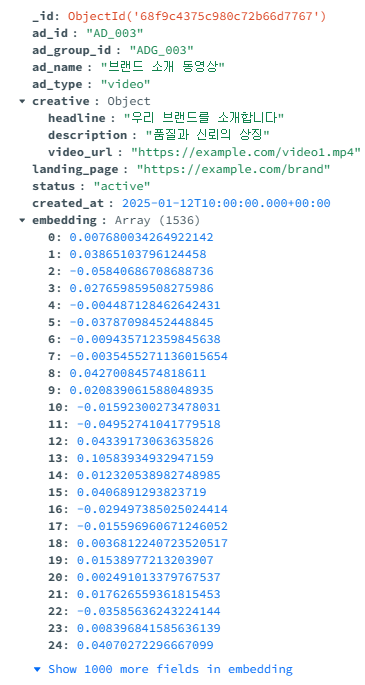 _id: ObjectId('68f9c4375c980c72b66d7767')
ad_id : "AD_003"
ad_group_id : "ADG_003"
ad_name : "브랜드 소개 동영상"
ad_type : "video"
creative : Object
headline : "우리 브랜드를 소개합니다"
description : "품질과 신뢰의 상징"
video_url : "https://example.com/video1.mp4"
landing_page : "https://example.com/brand"
status : "active"
created_at : 2025-01-12T10:00:00.000+00:00
embedding : Array (1536)
0: 0.007680034264922142
1: 0.03865103796124458
2: -0.05840686708688736
3: 0.027659859508275986
4: -0.004487128462642431
5: -0.03787098452448845
6: -0.009435712359845638
7: -0.0035455271136015654
8: 0.04270084574818611
9: 0.020839061588048935
10: -0.01592300273478031
11: -0.04952741041779518
12: 0.04339173063635826
13: 0.10583934932947159
14: 0.012320538982748985
15: 0.0406891293823719
16: -0.029497385025024414
17: -0.015596960671246052
18: 0.0036812240723520517
19: 0.01538977213203907
20: 0.002491013379767537
21: 0.017626559361815453
22: -0.03585636243224144
23: 0.008396841585636139
24: 0.04070272296667099
Show 1000 more fields in embedding